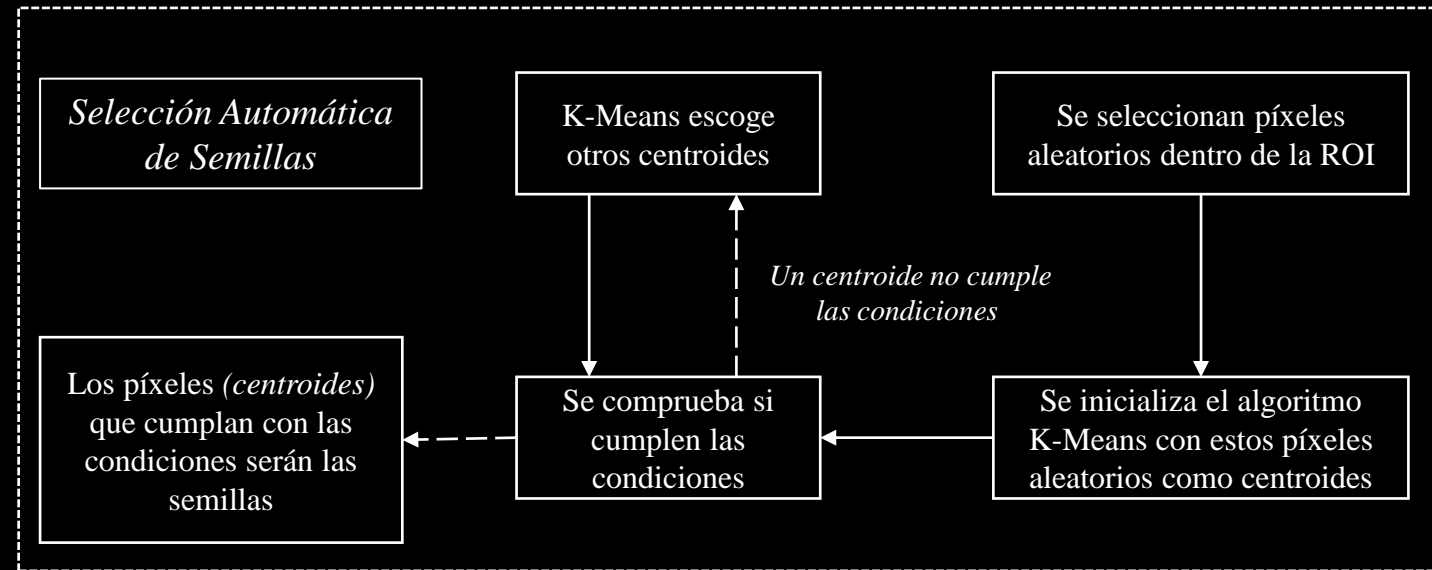 Selección Automática
de Semillas
K-Means escoge
otros centroides
Se seleccionan píxeles
aleatorios dentro de la ROI
Un centroide no cumple
las condiciones
Los píxeles (centroides)
que cumplan con las
condiciones serán las
semillas
Se comprueba si
cumplen las
condiciones
Se inicializa el algoritmo
K-Means con estos píxeles
aleatorios como centroides